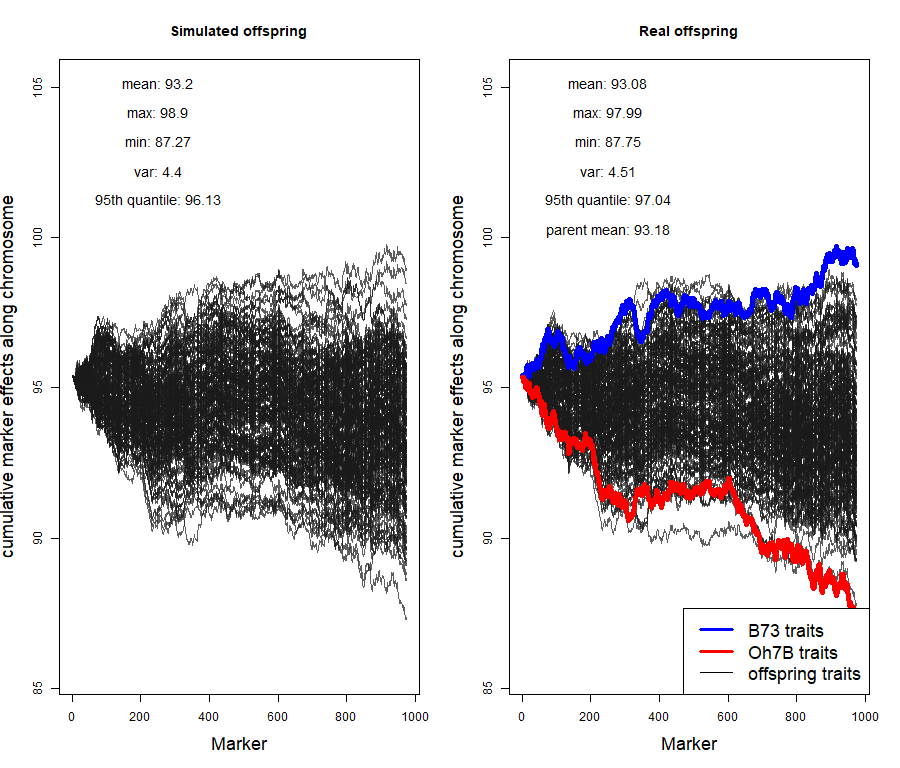 Simulated offspring
cumulative marker effects along chromosome
105
100
95
90
85
mean: 93.2
max: 98.9
min: 87.27
var: 4.4
95th quantile: 96.13
0 200 400 600 800 1000
Marker
Real offspring
cumulative marker effects along chromosome
105
100
95
90
85
mean: 93.08
max: 97.99
min: 87.75
var: 4.51
95th quantile: 97.04
parent mean: 93.18
B73 traits
Oh7B traits
offspring traits
0 200 400 600 800 1000
Marker